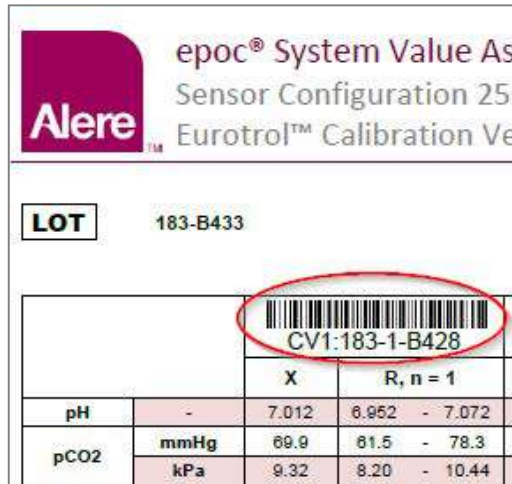 Alere™
epoc® System Value As
Sensor Configuration 25
Eurotrol™ Calibration Ve
LOT 183-B433
CV1:183-1-B428
X R, n = 1
pH - 7.012 6.952 - 7.072
pCO2 mmHg 69.9 61.5 - 78.3
kPa 9.32 8.20 - 10.44